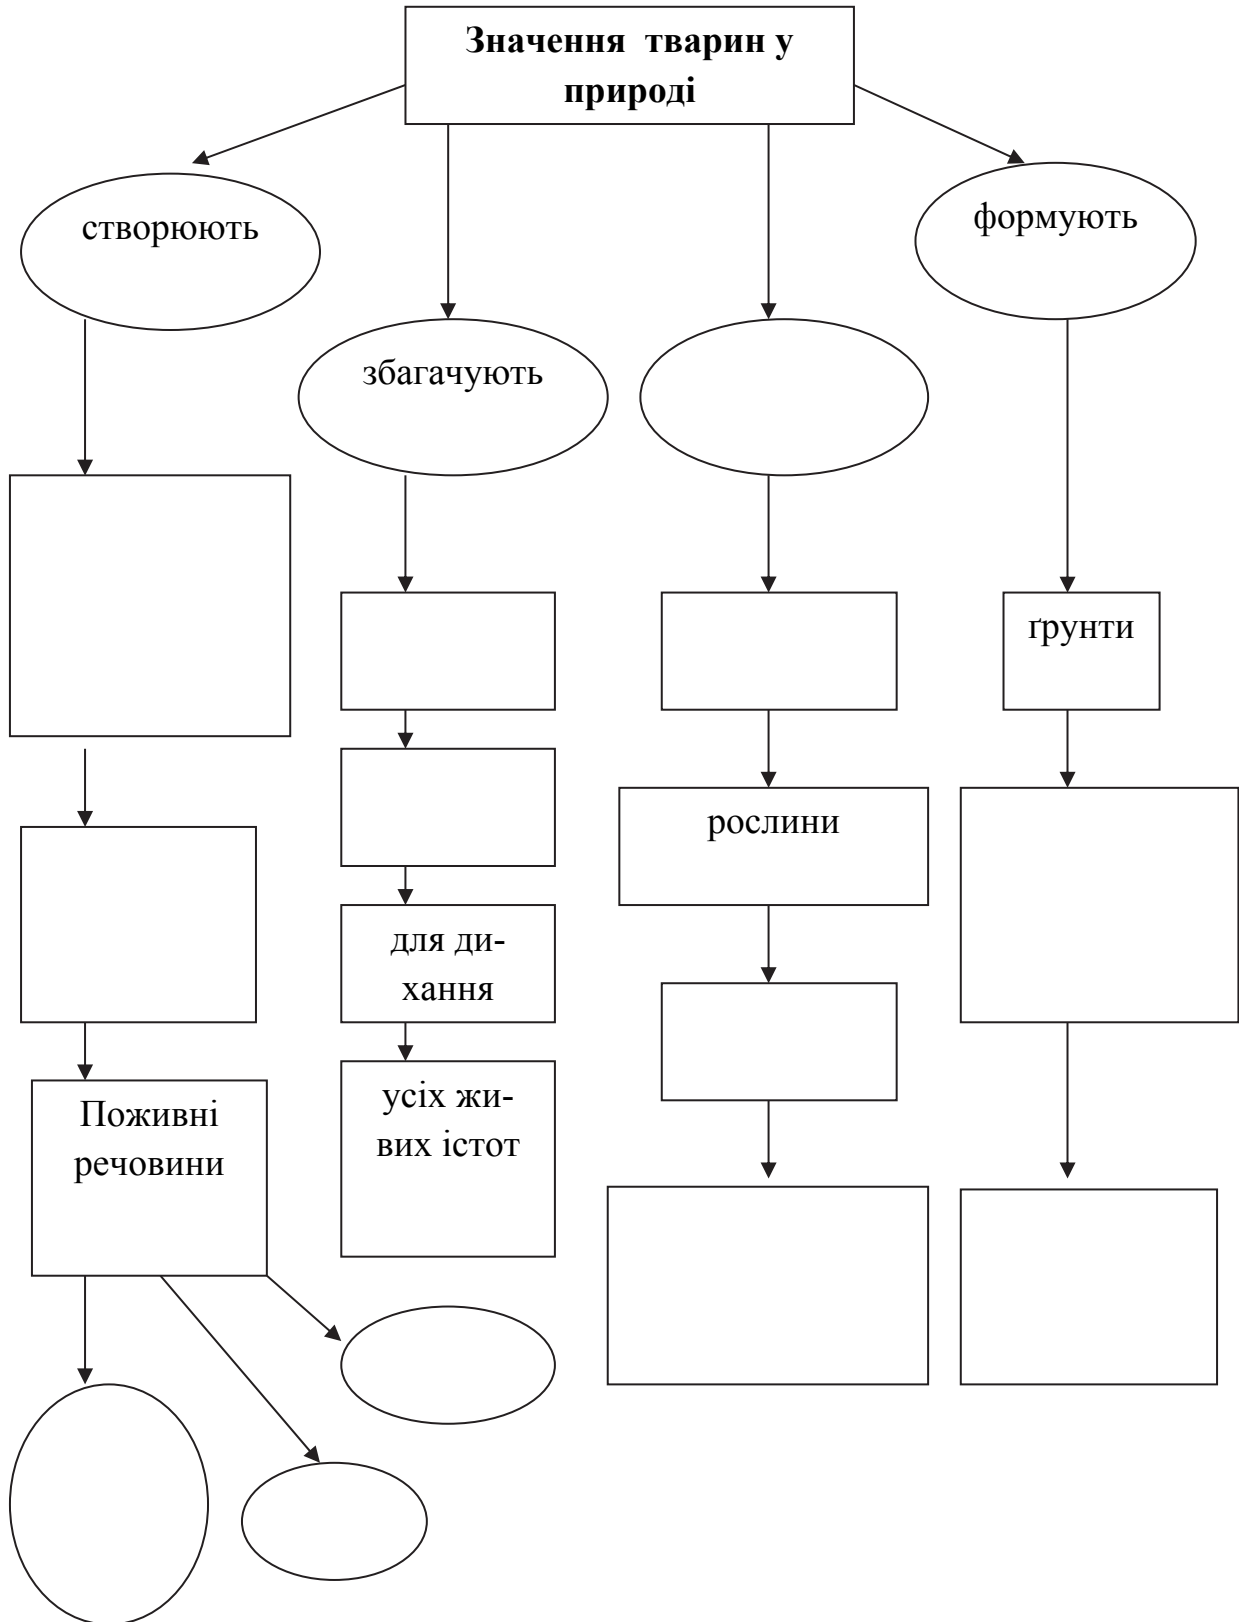 Значення тварин у
природі
створюють
формують
збагачують
ґрунти
рослини
для ди-
хання
усіх жи-
вих істот
Поживні
речовини